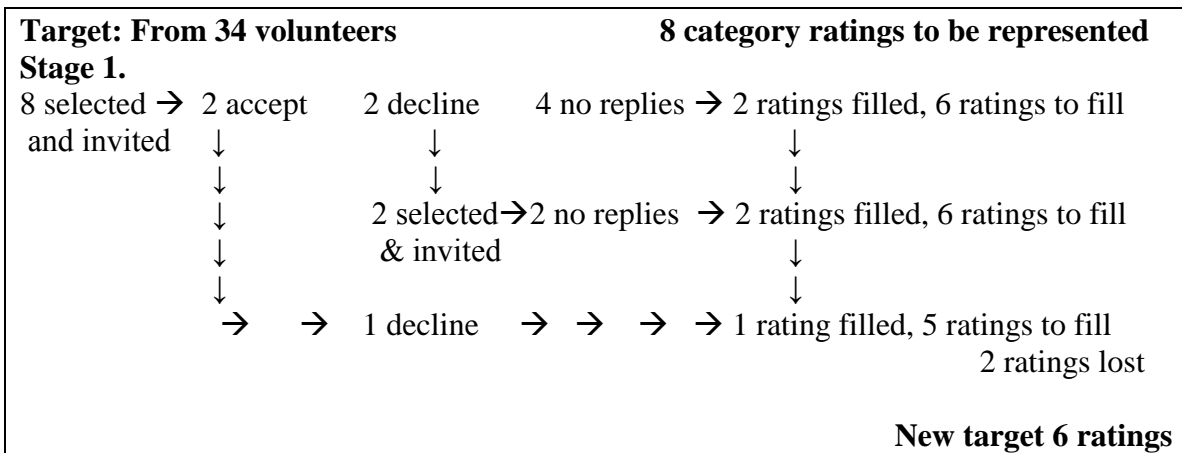 Target: From 34 volunteers 8 category ratings to be represented
Stage 1.
8 selected → 2 accept 2 decline 4 no replies → 2 ratings filled, 6 ratings to fill
and invited ↓ ↓ ↓
↓ ↓ ↓
↓ 2 selected → 2 no replies → 2 ratings filled, 6 ratings to fill
↓ & invited ↓
↓ ↓
→ → 1 decline → → → → 1 rating filled, 5 ratings to fill
2 ratings lost
New target 6 ratings